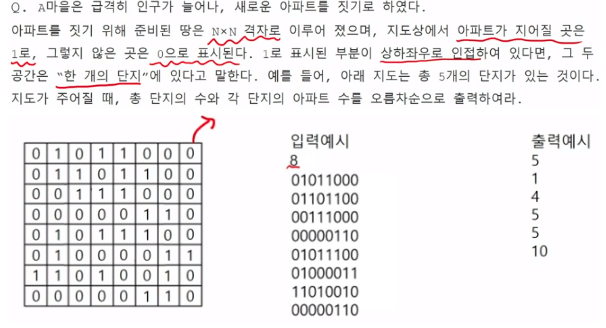 Q. A마을은 급격히 인구가 늘어나, 새로운 아파트를 짓기로 하였다.
아파트를 짓기 위해 준비된 땅은 N×N 격자로 이루어 졌으며, 지도상에서 아파트가 지어질 곳은
1로, 그렇지 않은 곳은 0으로 표시된다. 1로 표시된 부분이 상하좌우로 인접하여 있다면, 그 두
공간은 “한 개의 단지”에 있다고 말한다. 예를 들어, 아래 지도는 총 5개의 단지가 있는 것이다.
지도가 주어질 때, 총 단지의 수와 각 단지의 아파트 수를 오름차순으로 출력하여라.
0 1 0 1 1 0 0 0
0 1 1 0 1 1 0 0
0 0 1 1 1 0 0 0
0 0 0 0 0 1 1 0
0 1 0 1 1 1 0 0
0 1 0 0 0 0 1 1
1 1 0 1 0 0 1 0
0 0 0 0 0 1 1 0
입력예시
8
01011000
01101100
00111000
00000110
01011100
01000011
11010010
00000110
출력예시
5
1
4
5
5
10